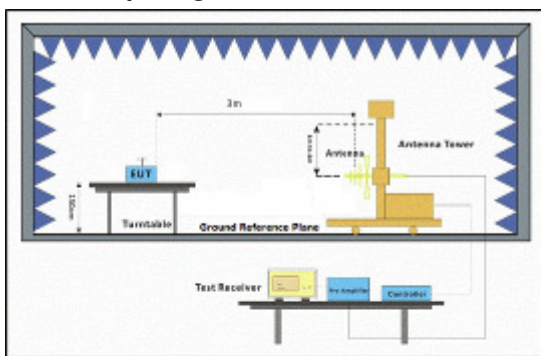 3m
Antenna
Antenna Tower
EUT
Turntable
Ground Reference Plane
Test Receiver
Pre Amplifier
Controller